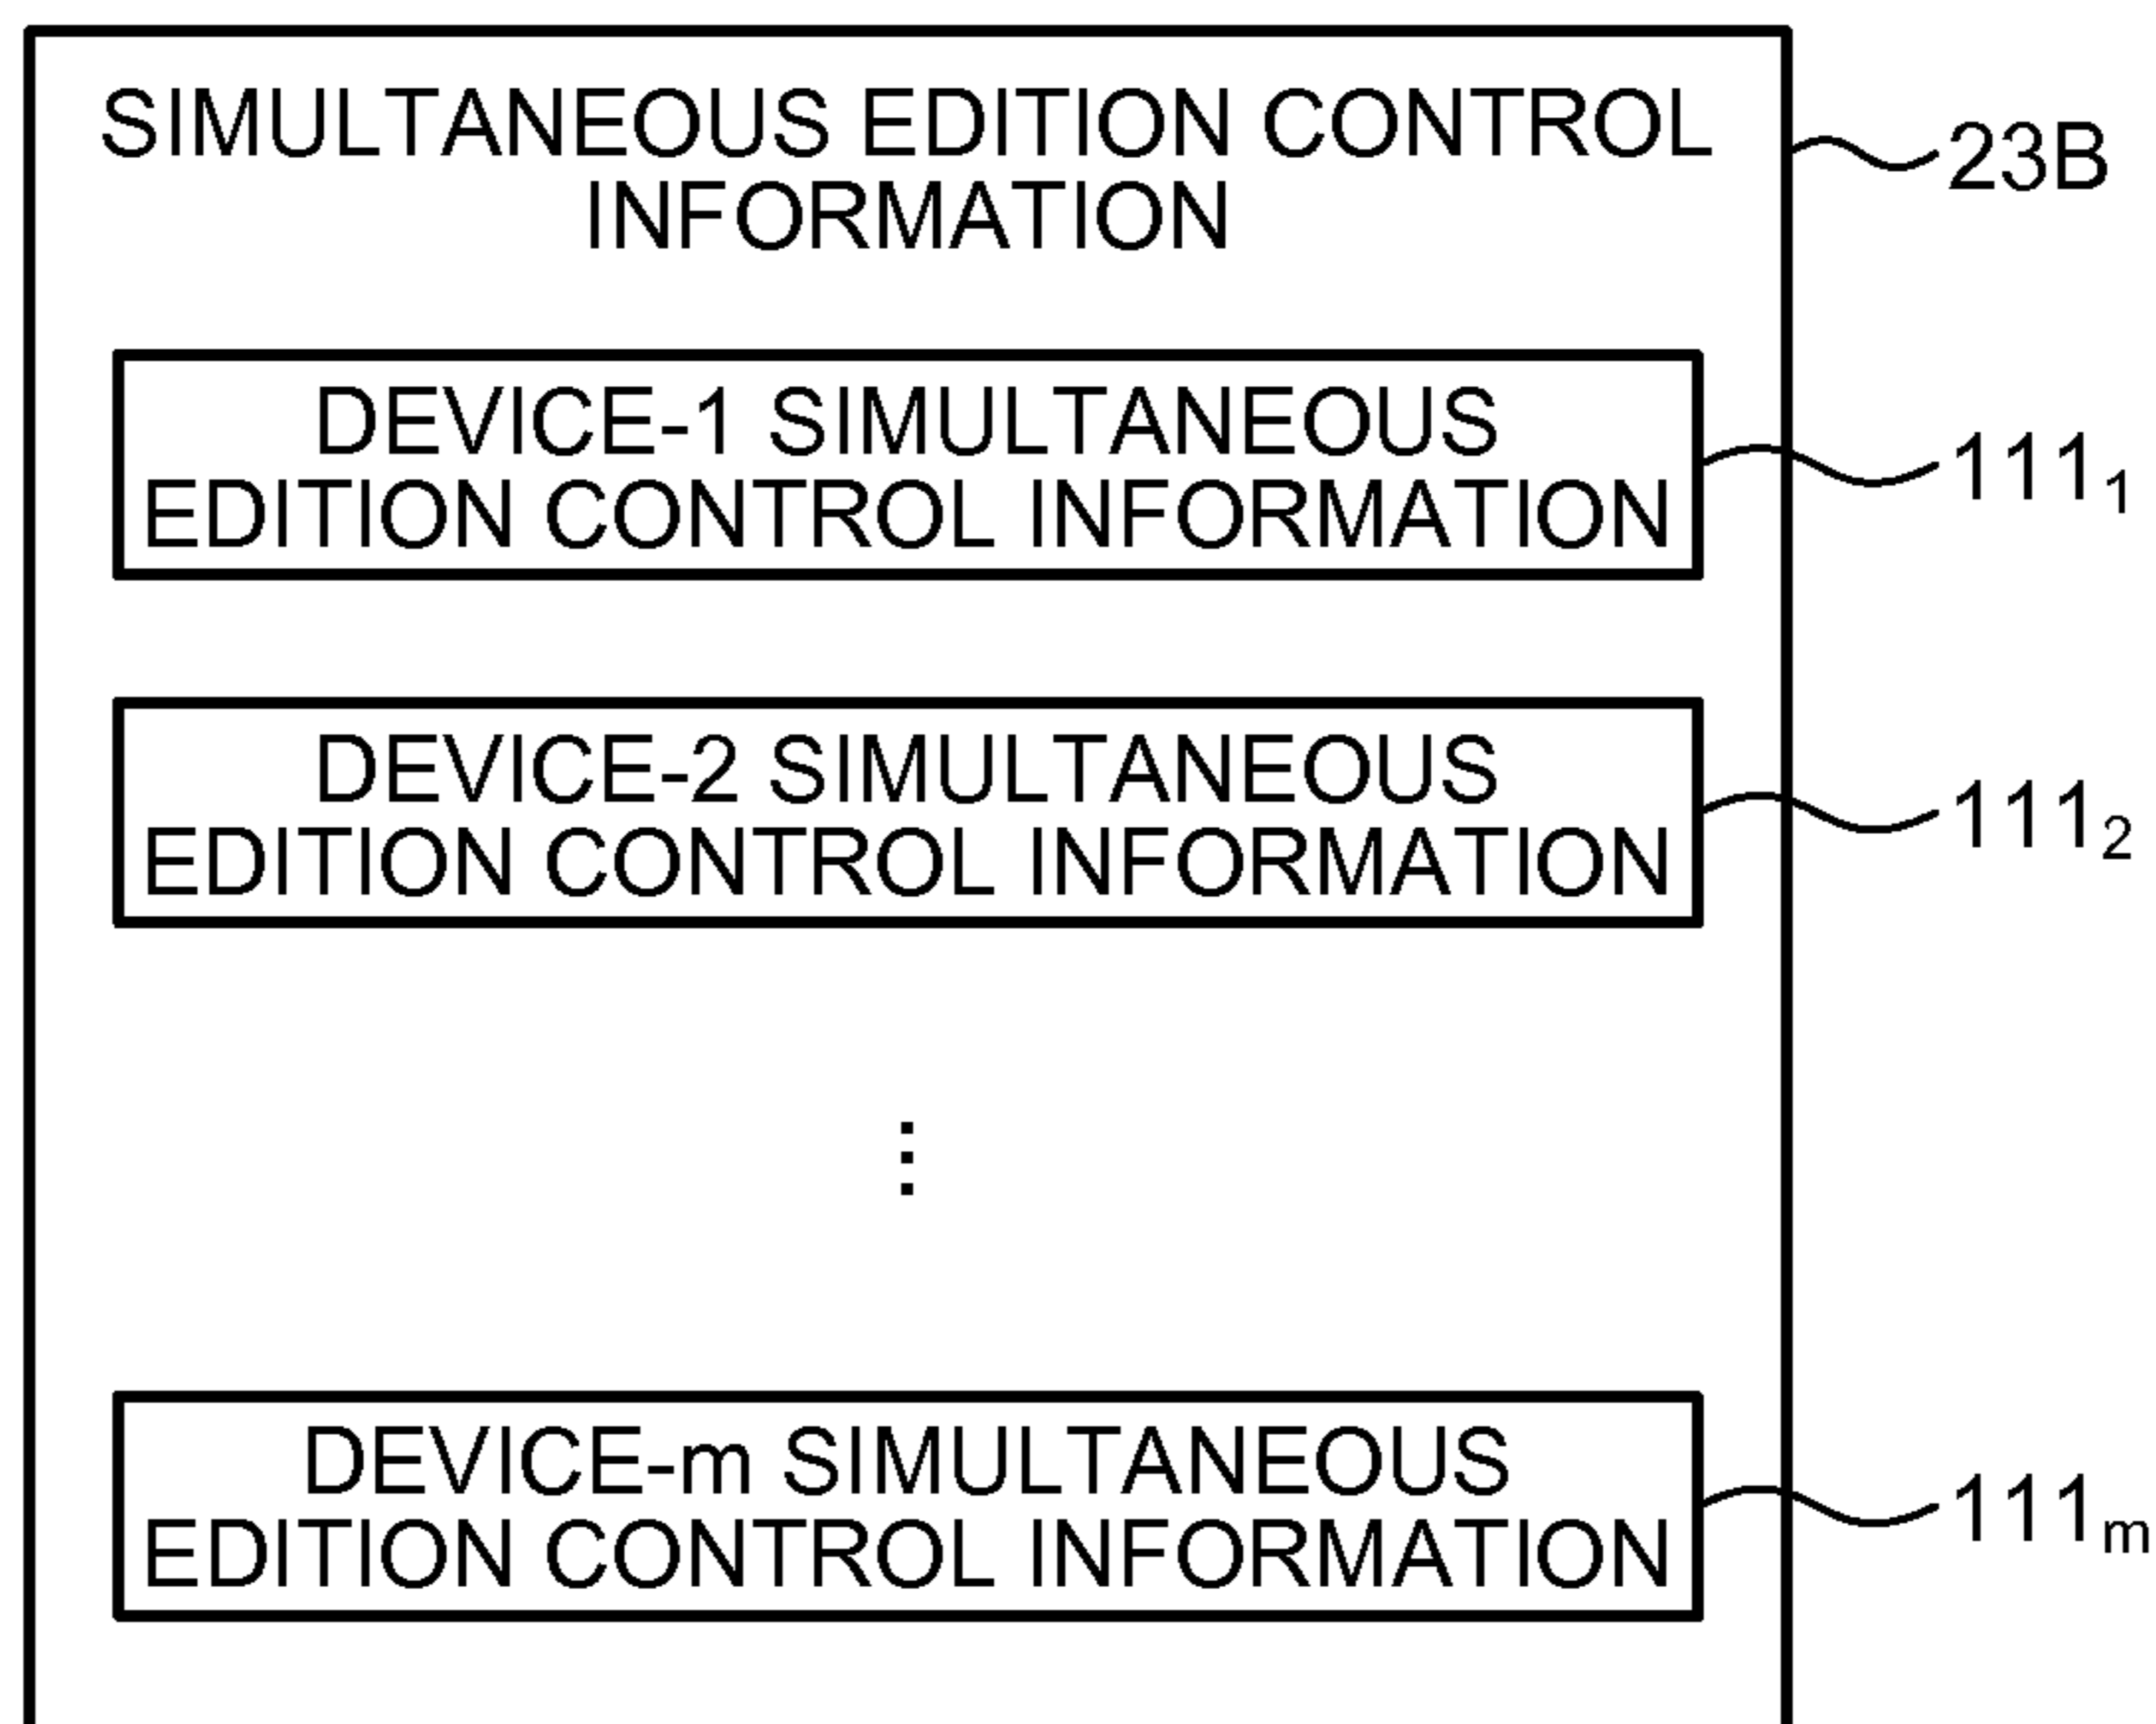 SIMULTANEOUS EDITION CONTROL
INFORMATION
23B
DEVICE-1 SIMULTANEOUS
EDITION CONTROL INFORMATION
111₁
DEVICE-2 SIMULTANEOUS
EDITION CONTROL INFORMATION
111₂
⋮
DEVICE-m SIMULTANEOUS
EDITION CONTROL INFORMATION
111ₘ